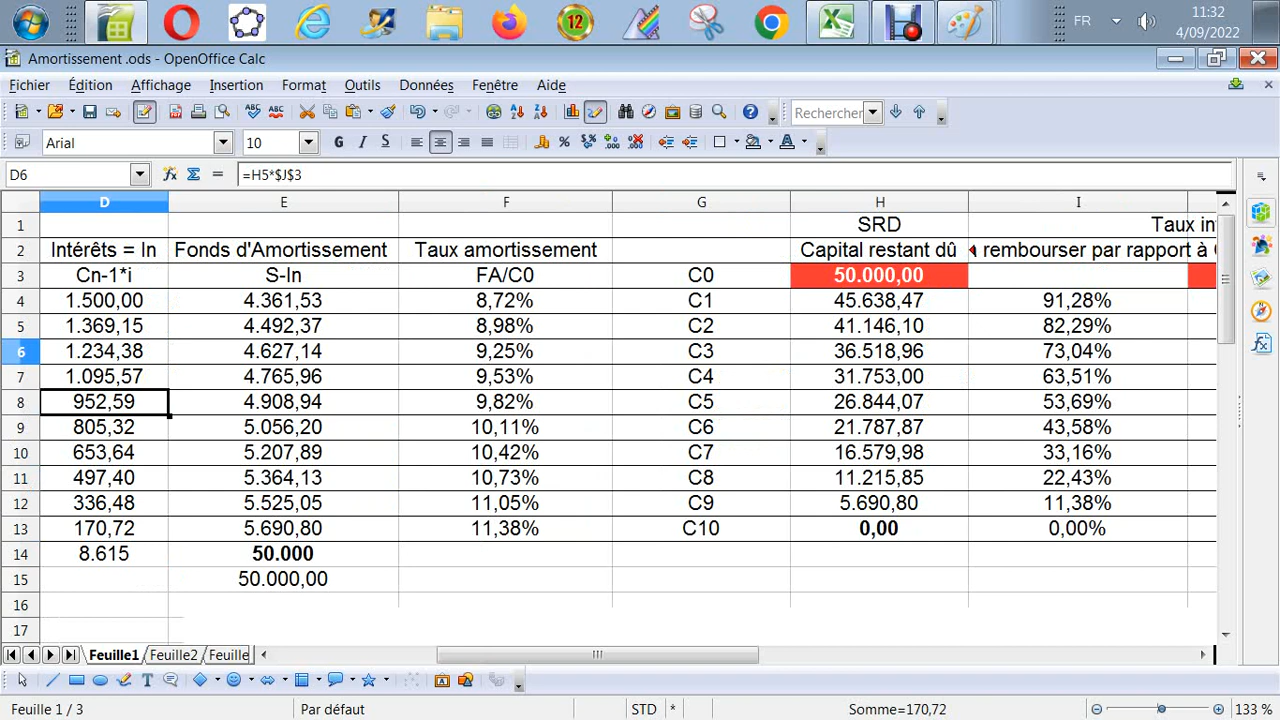 12
FR
11:32
4/09/2022
Amortissement .ods - OpenOffice Calc
Fichier Édition Affichage Insertion Format Outils Données Fenêtre Aide
Rechercher
Arial 10 G I S
D6 =H5*$J$3
D E F G H I
1 SRD Taux in
2 Intérêts = In Fonds d'Amortissement Taux amortissement Capital restant dû rembourser par rapport à
3 Cn-1*i S-In FA/C0 C0 50.000,00
4 1.500,00 4.361,53 8,72% C1 45.638,47 91,28%
5 1.369,15 4.492,37 8,98% C2 41.146,10 82,29%
6 1.234,38 4.627,14 9,25% C3 36.518,96 73,04%
7 1.095,57 4.765,96 9,53% C4 31.753,00 63,51%
8 952,59 4.908,94 9,82% C5 26.844,07 53,69%
9 805,32 5.056,20 10,11% C6 21.787,87 43,58%
10 653,64 5.207,89 10,42% C7 16.579,98 33,16%
11 497,40 5.364,13 10,73% C8 11.215,85 22,43%
12 336,48 5.525,05 11,05% C9 5.690,80 11,38%
13 170,72 5.690,80 11,38% C10 0,00 0,00%
14 8.615 50.000
15 50.000,00
16
17
Feuille1 Feuille2 Feuille
Feuille 1 / 3 Par défaut STD * Somme=170,72 133 %